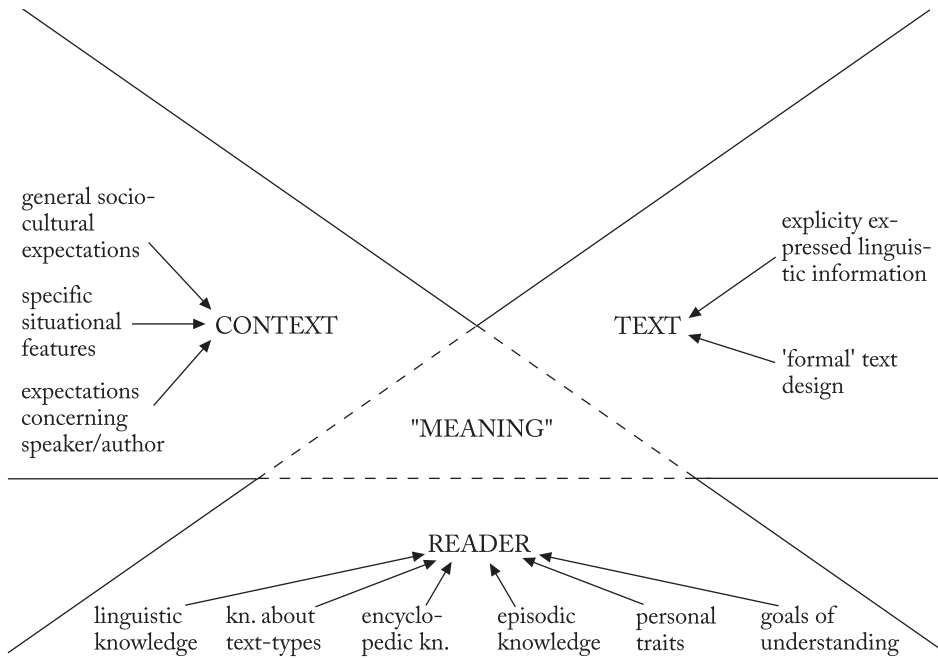 general socio-
cultural
expectations
specific
situational
features
expectations
concerning
speaker/author
CONTEXT
TEXT
explicity ex-
pressed linguis-
tic information
'formal' text
design
"MEANING"
READER
linguistic
knowledge
kn. about
text-types
encyclo-
pedic kn.
episodic
knowledge
personal
traits
goals of
understanding